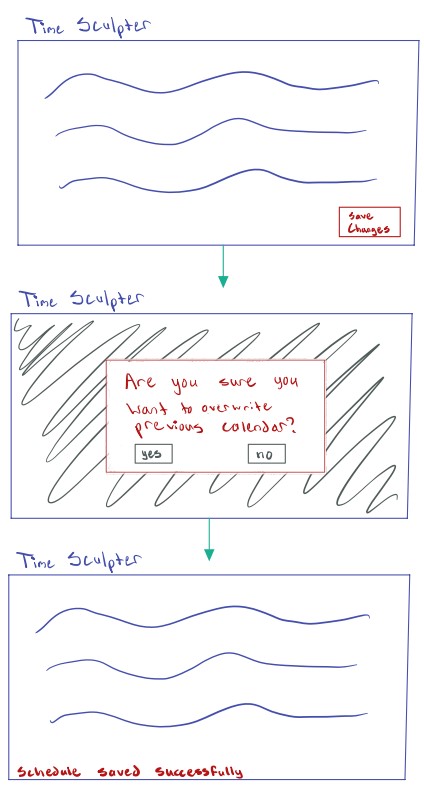 Time Sculpter
Save
Changes
Time Sculpter
Are you sure you
want to overwrite
previous calendar?
yes no
Time Sculpter
Schedule saved successfully